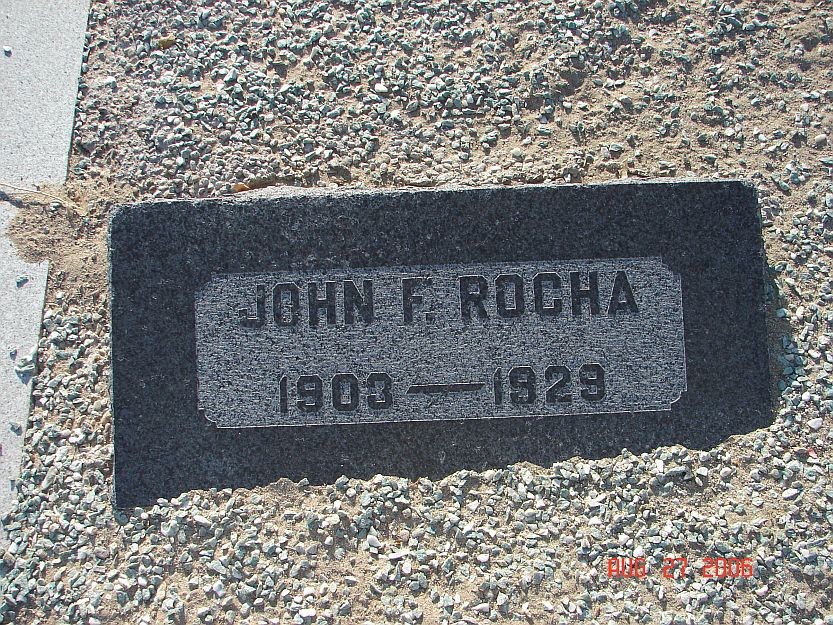 JOHN F. ROCHA
1903 — 1929
AUG 27 2006